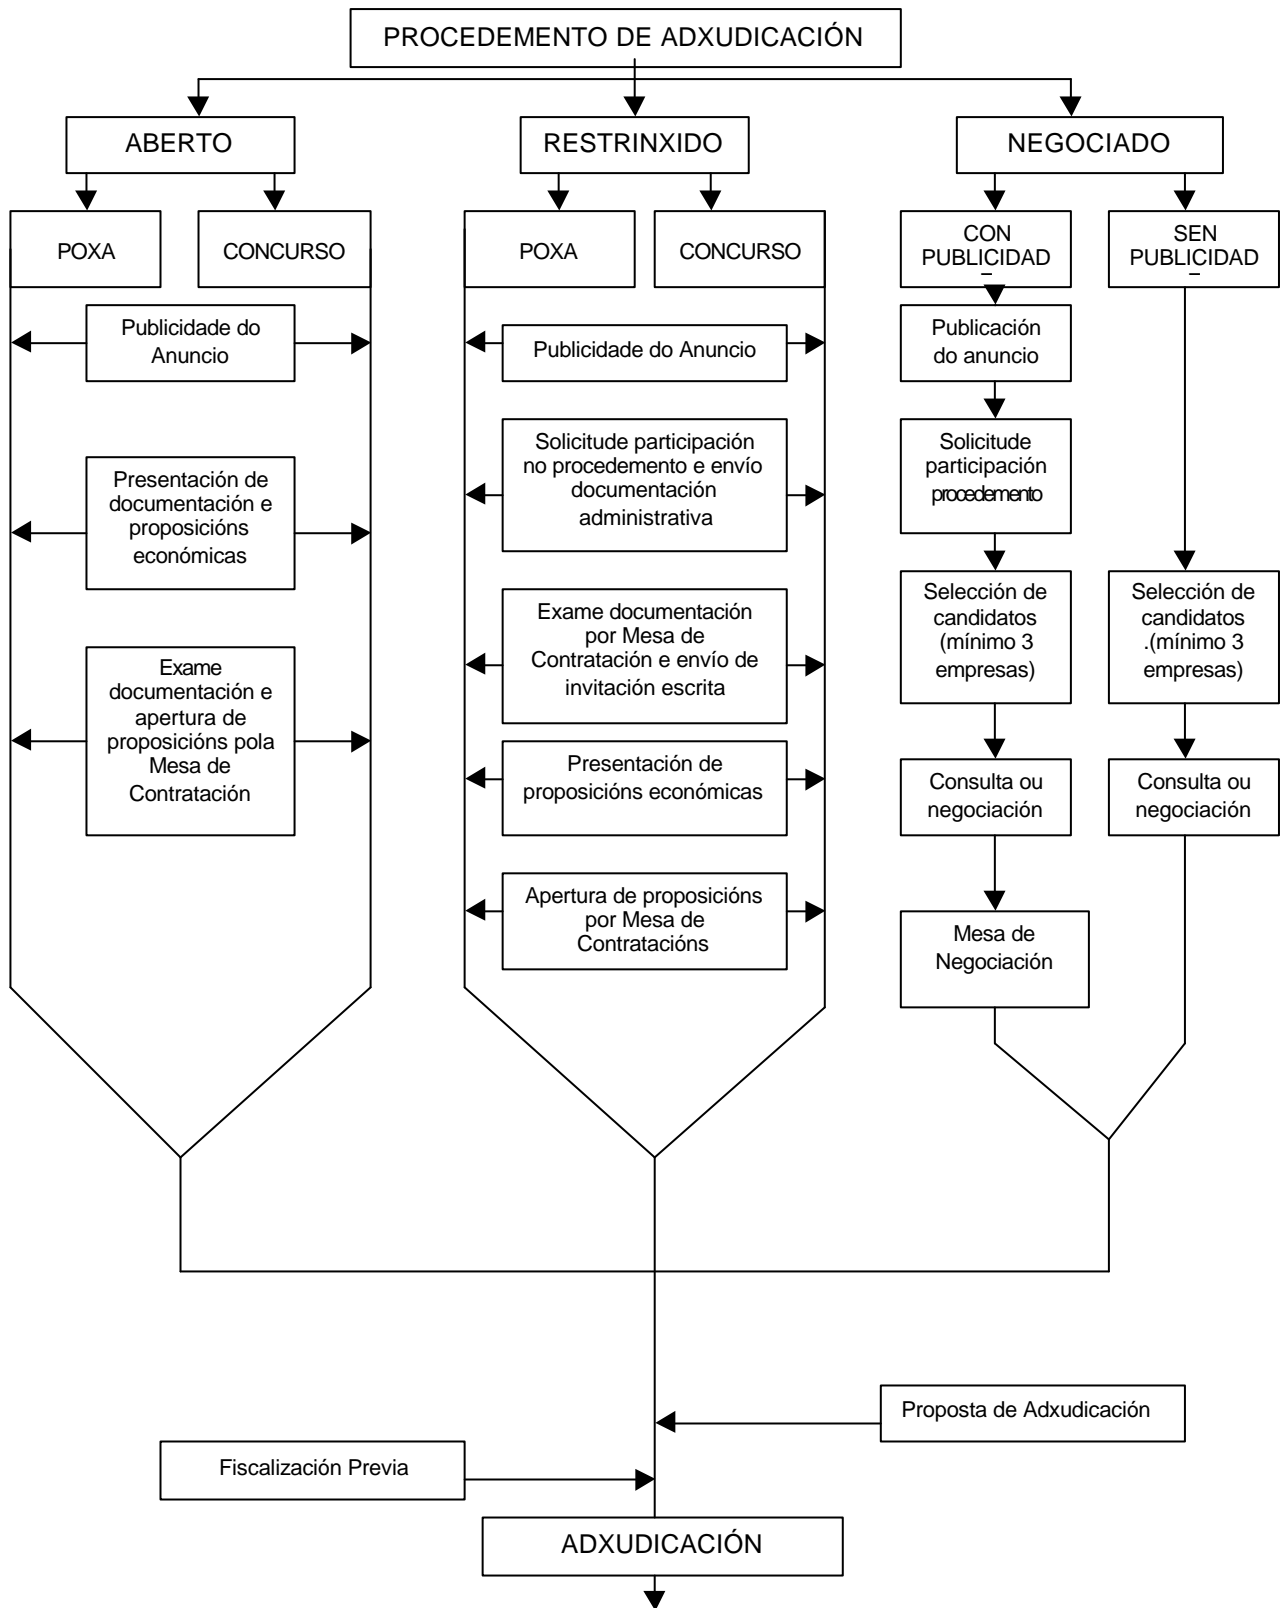 PROCEDEMENTO DE ADXUDICACIÓN
ABERTO
RESTRINXIDO
NEGOCIADO
POXA
CONCURSO
POXA
CONCURSO
CON
PUBLICIDAD
SEN
PUBLICIDAD
Publicidade do
Anuncio
Presentación de
documentación e
proposicións
económicas
Exame
documentación e
apertura de
proposicións pola
Mesa de
Contratación
Publicidade do Anuncio
Solicitude participación
no procedemento e envío
documentación
administrativa
Exame documentación
por Mesa de
Contratación e envío de
invitación escrita
Presentación de
proposicións económicas
Apertura de proposicións
por Mesa de
Contratacións
Publicación
do anuncio
Solicitude
participación
procedemento
Selección de
candidatos
(mínimo 3
empresas)
Consulta ou
negociación
Mesa de
Negociación
Selección de
candidatos
.(mínimo 3
empresas)
Consulta ou
negociación
Proposta de Adxudicación
Fiscalización Previa
ADXUDICACIÓN